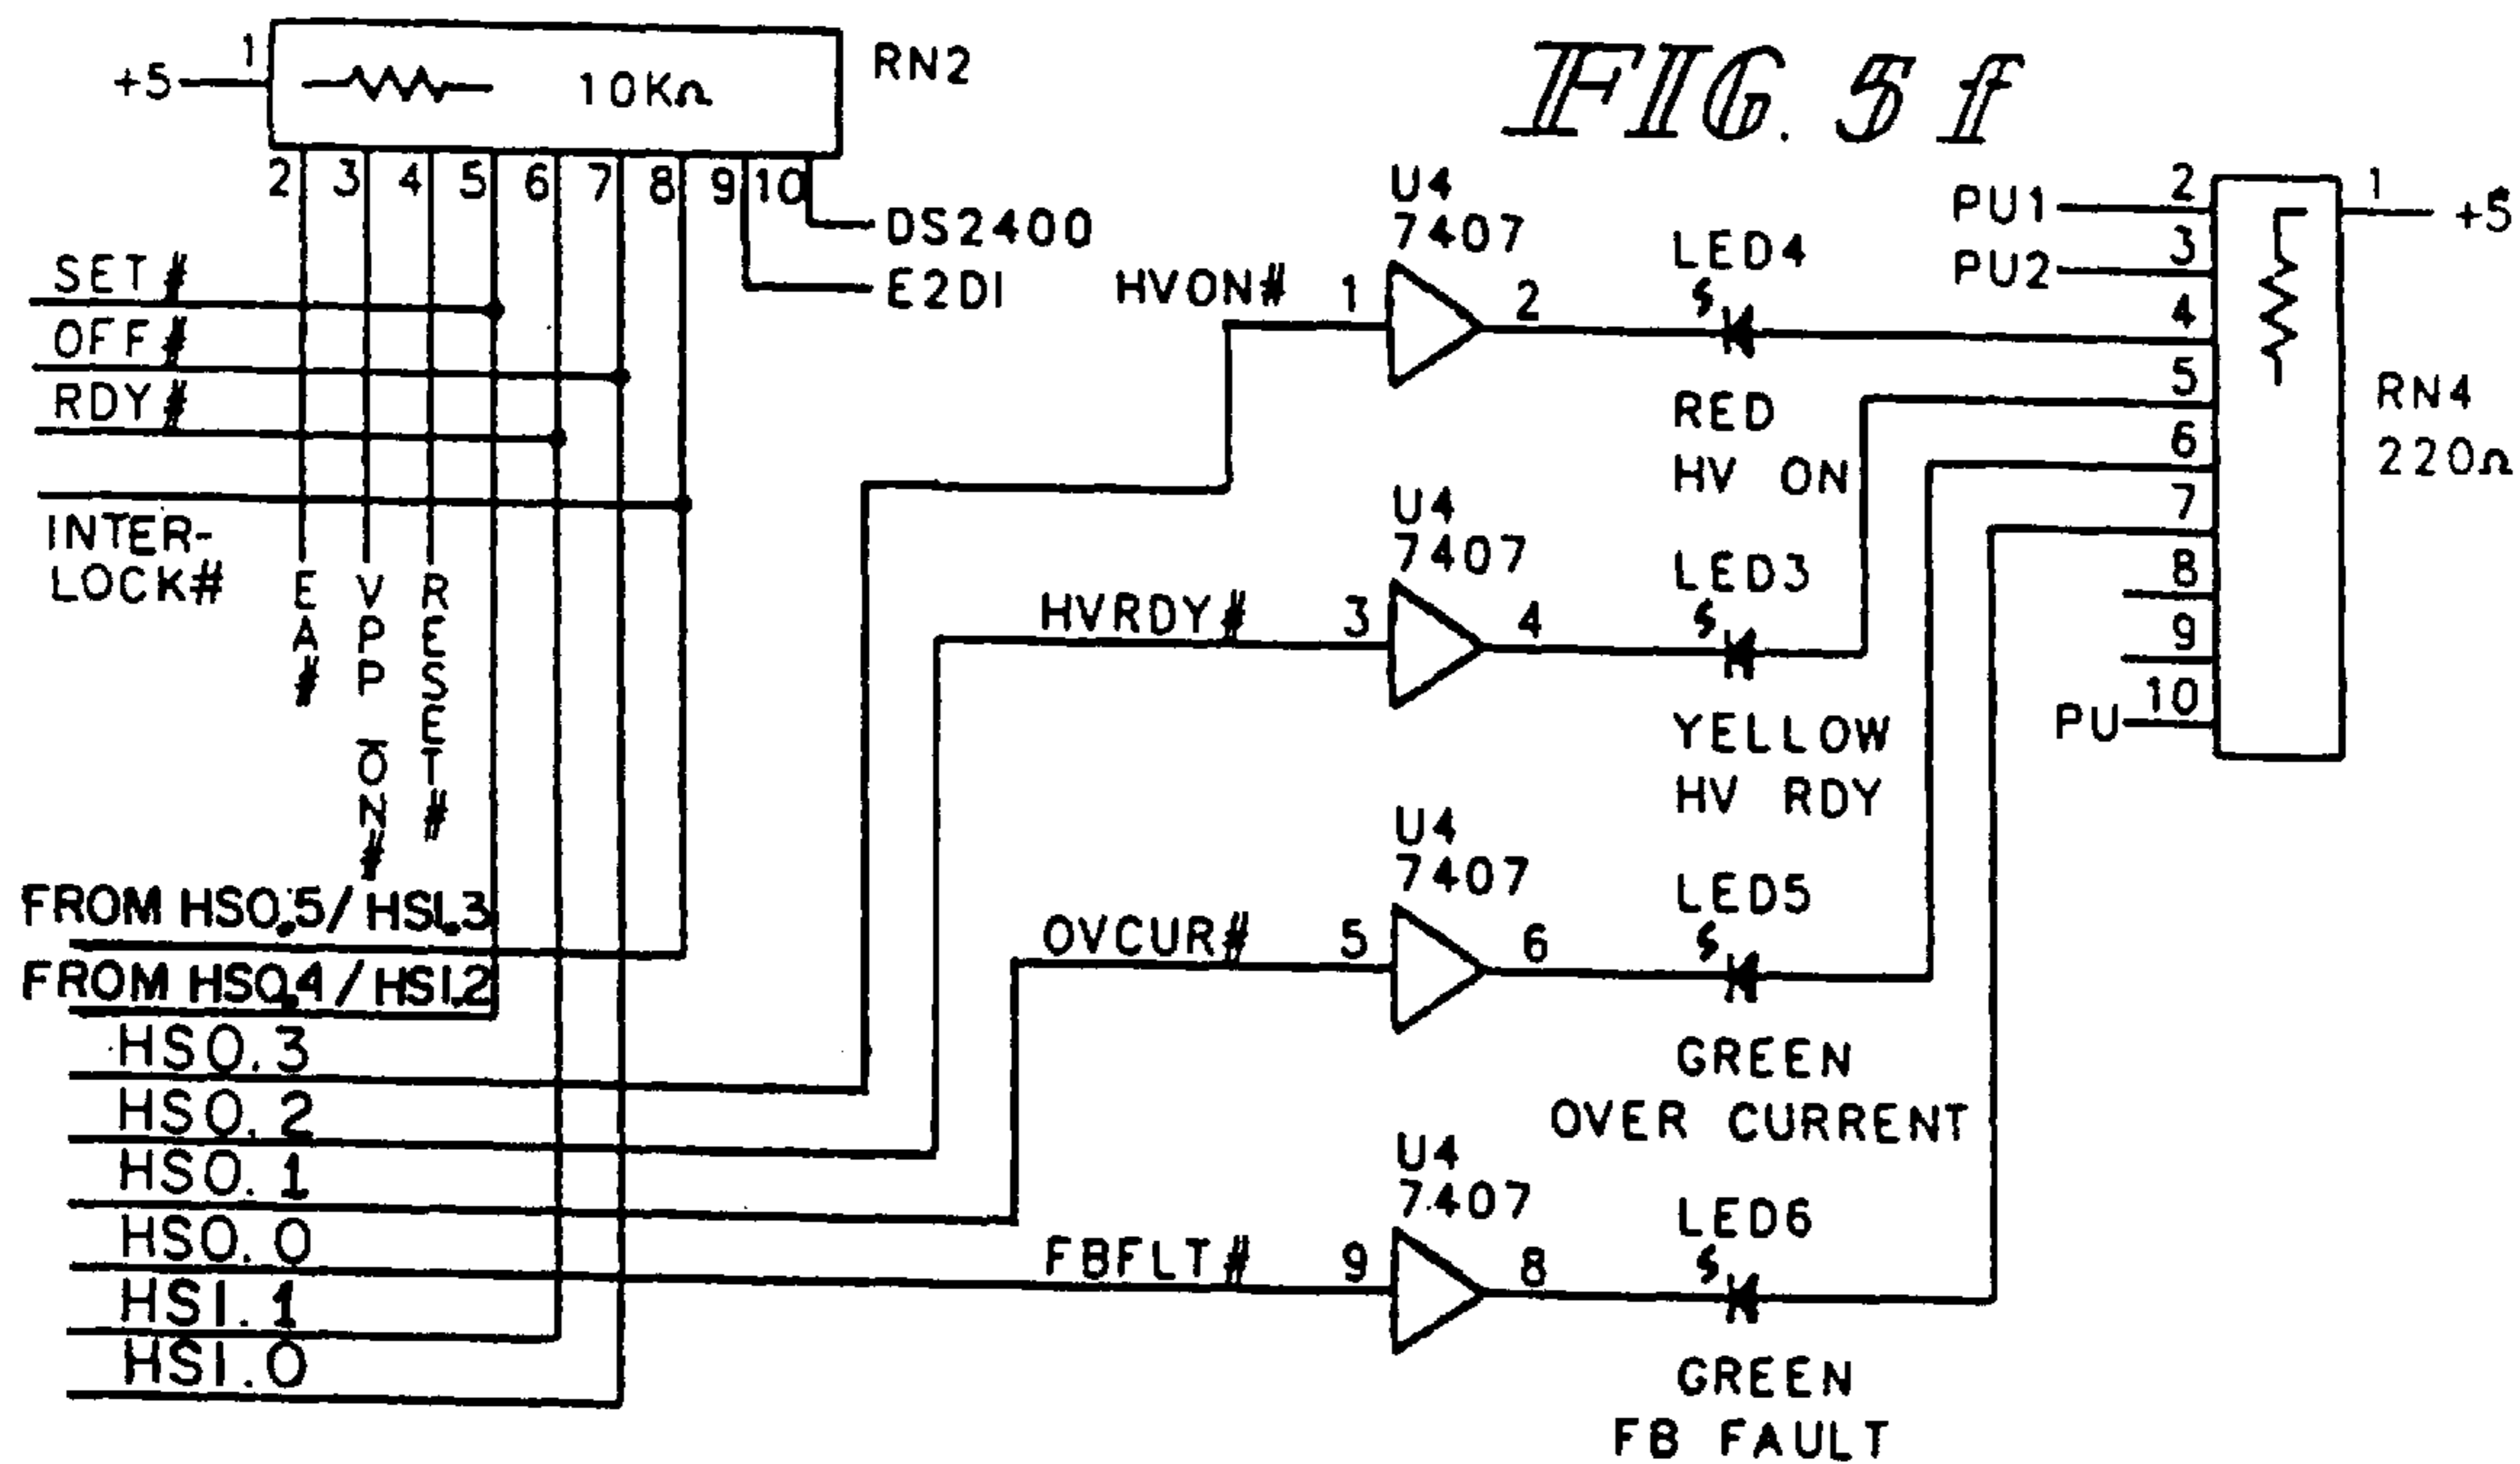 FIG. 5 f
RN2
1
+5
10KΩ
2 3 4 5 6 7 8 9 10
DS2400
E2DI
SET#
OFF#
RDY#
INTER-
LOCK#
EA#
VPP ON#
RESET#
FROM HSO.5/HSI.3
FROM HSO.4/HSI.2
HSO.3
HSO.2
HSO.1
HSO.0
HSI.1
HSI.0
U4
7407
HVON#
1
2
LED4
RED
HV ON
U4
7407
HVRDY#
3
4
LED3
YELLOW
HV RDY
U4
7407
OVCUR#
5
6
LED5
GREEN
OVER CURRENT
U4
7407
FBFLT#
9
8
LED6
GREEN
FB FAULT
PU1
2
1
+5
PU2
3
4
5
6
7
8
9
PU
10
RN4
220Ω